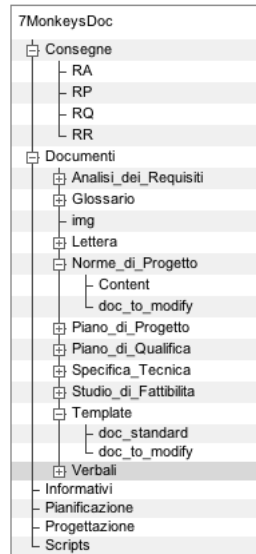 7MonkeysDoc
Consegne
RA
RP
RQ
RR
Documenti
Analisi_dei_Requisiti
Glossario
img
Lettera
Norme_di_Progetto
Content
doc_to_modify
Piano_di_Progetto
Piano_di_Qualifica
Specifica_Tecnica
Studio_di_Fattibilita
Template
doc_standard
doc_to_modify
Verbali
Informativi
Pianificazione
Progettazione
Scripts